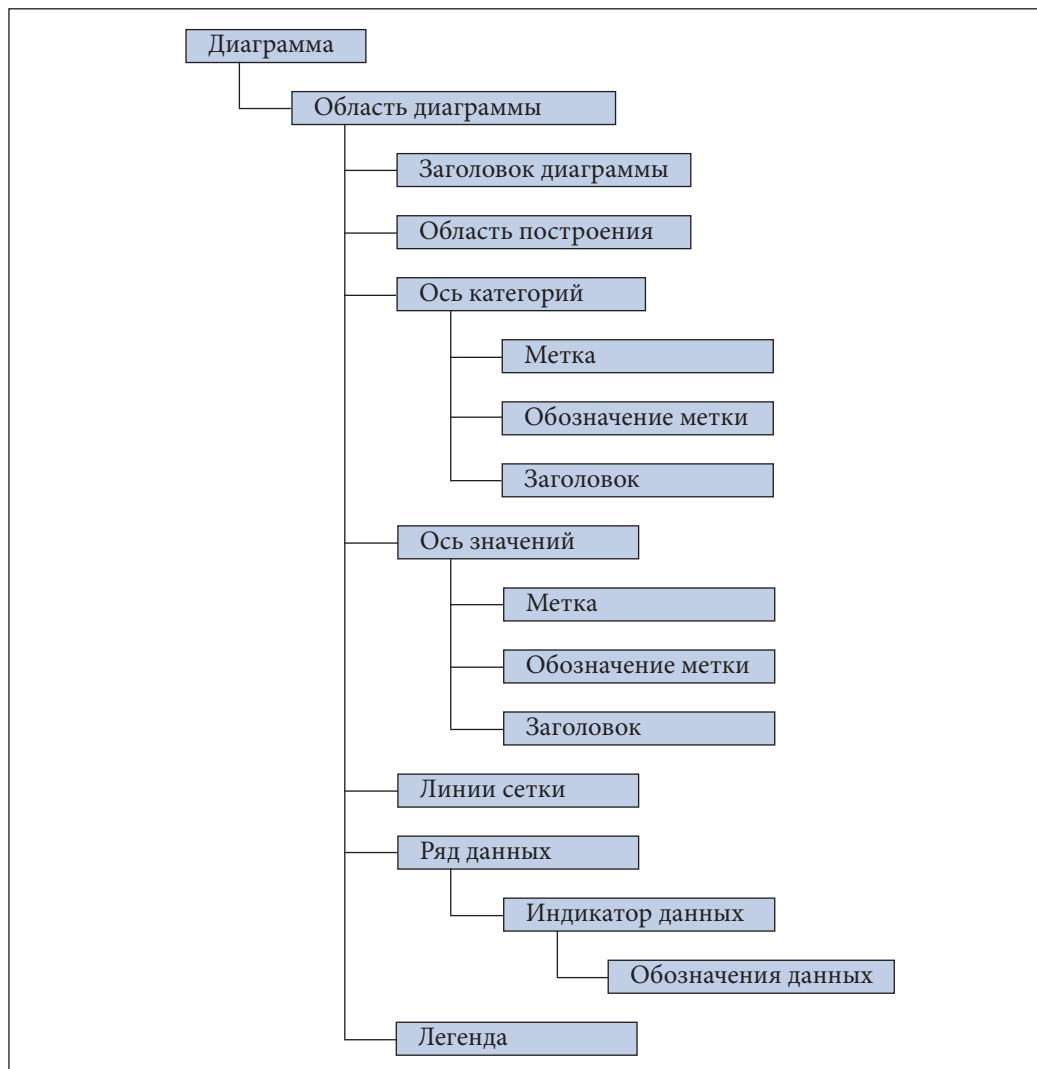 Диаграмма
Область диаграммы
Заголовок диаграммы
Область построения
Ось категорий
Метка
Обозначение метки
Заголовок
Ось значений
Метка
Обозначение метки
Заголовок
Линии сетки
Ряд данных
Индикатор данных
Обозначения данных
Легенда